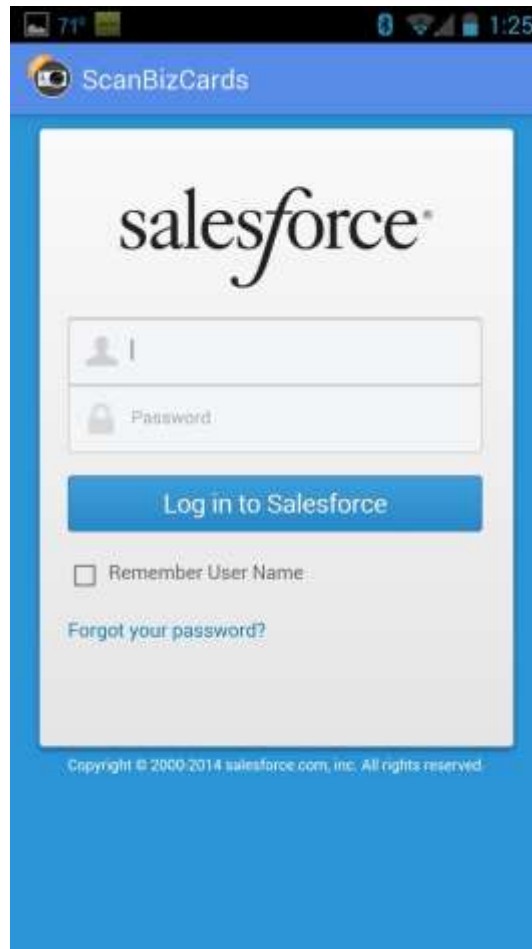 71° 1:25
ScanBizCards
salesforce®
Password
Log in to Salesforce
Remember User Name
Forgot your password?
Copyright © 2000-2014 salesforce.com, inc. All rights reserved.